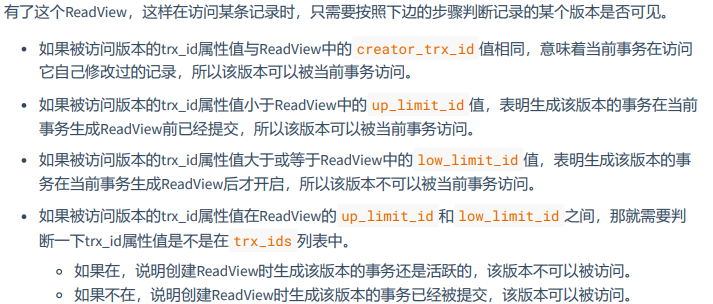 有了这个ReadView，这样在访问某条记录时，只需要按照下边的步骤判断记录的某个版本是否可见。
如果被访问版本的trx_id属性值与ReadView中的 creator_trx_id 值相同，意味着当前事务在访问
它自己修改过的记录，所以该版本可以被当前事务访问。
如果被访问版本的trx_id属性值小于ReadView中的 up_limit_id 值，表明生成该版本的事务在当前
事务生成ReadView前已经提交，所以该版本可以被当前事务访问。
如果被访问版本的trx_id属性值大于或等于ReadView中的 low_limit_id 值，表明生成该版本的事
务在当前事务生成ReadView后才开启，所以该版本不可以被当前事务访问。
如果被访问版本的trx_id属性值在ReadView的 up_limit_id 和 low_limit_id 之间，那就需要判
断一下trx_id属性值是不是在 trx_ids 列表中。
如果在，说明创建ReadView时生成该版本的事务还是活跃的，该版本不可以被访问。
如果不在，说明创建ReadView时生成该版本的事务已经被提交，该版本可以被访问。